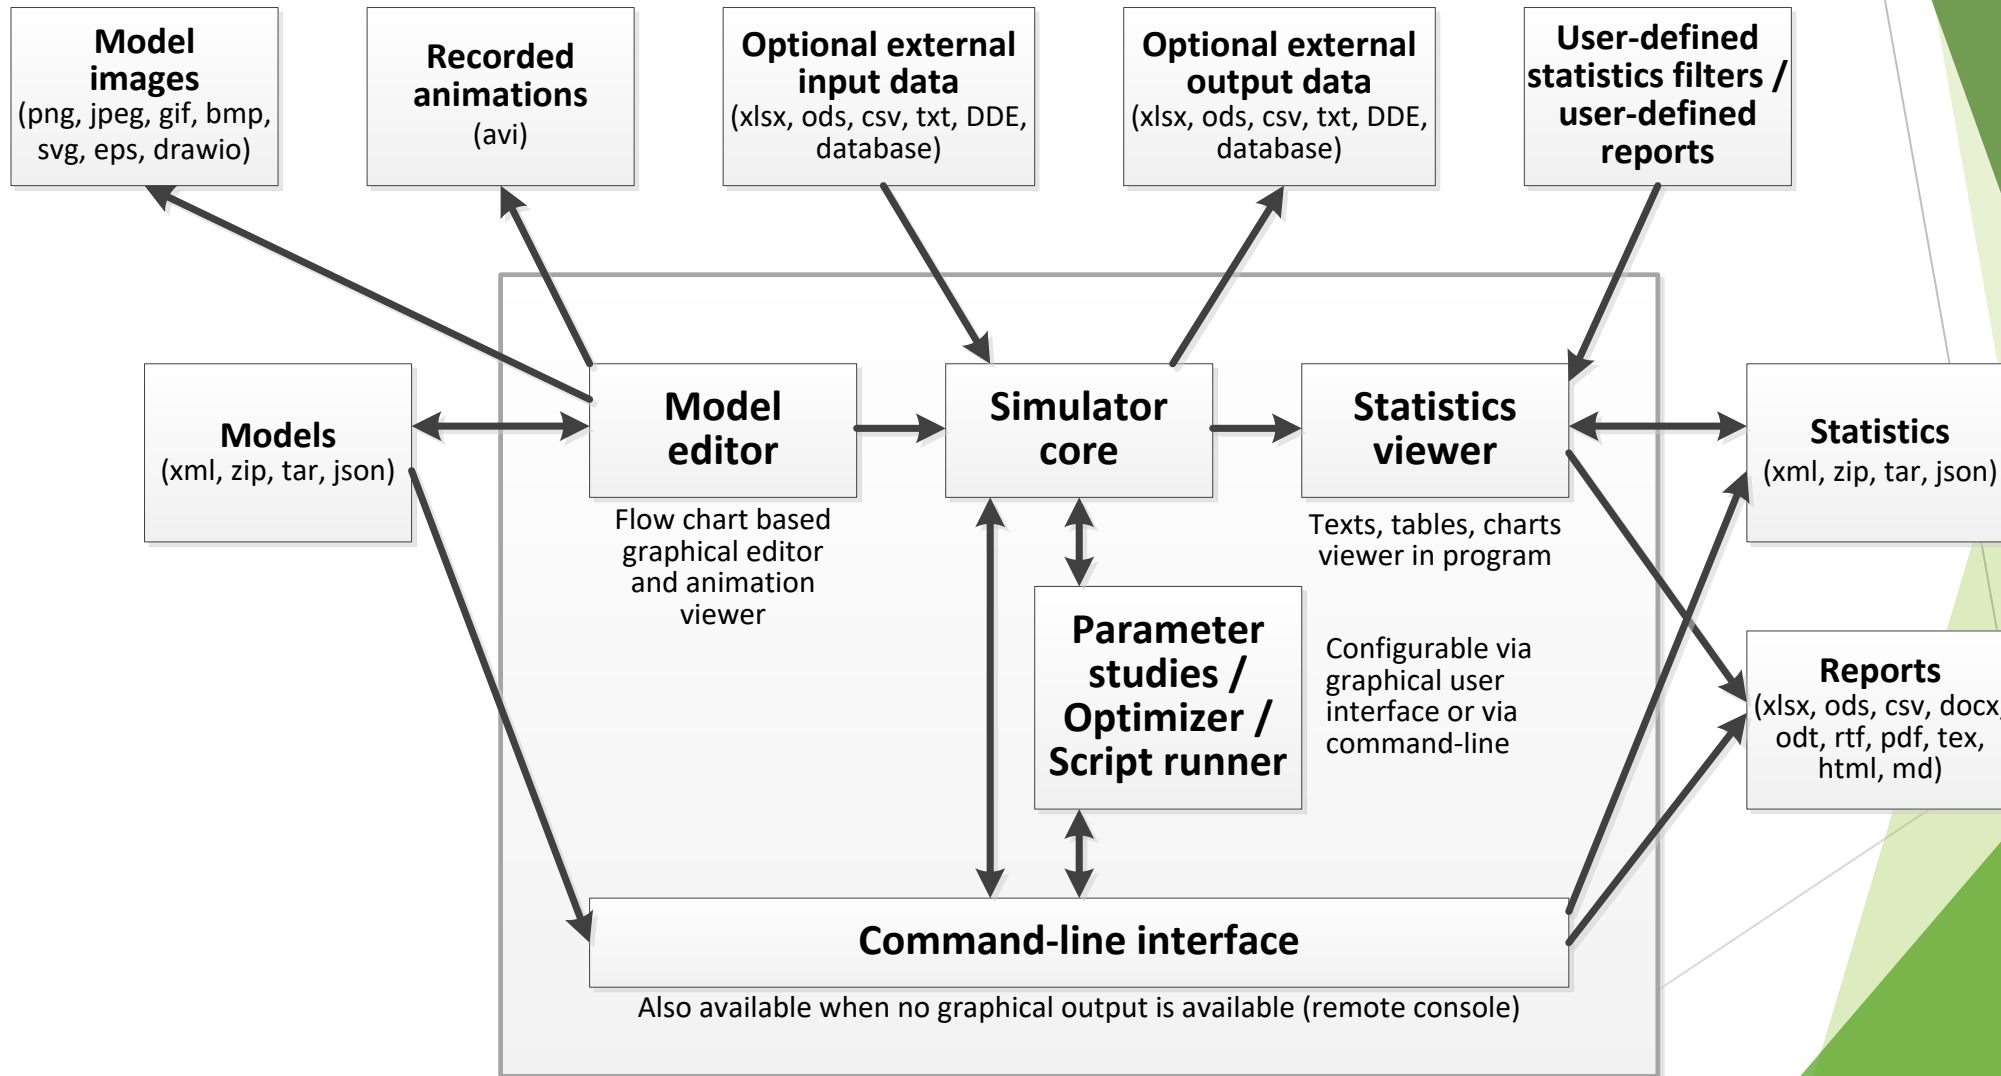 Model
images
(png, jpeg, gif, bmp,
svg, eps, drawio)
Recorded
animations
(avi)
Optional external
input data
(xlsx, ods, csv, txt, DDE,
database)
Optional external
output data
(xlsx, ods, csv, txt, DDE,
database)
User-defined
statistics filters /
user-defined
reports
Models
(xml, zip, tar, json)
Model
editor
Flow chart based
graphical editor
and animation
viewer
Simulator
core
Statistics
viewer
Texts, tables, charts
viewer in program
Statistics
(xml, zip, tar, json)
Parameter
studies /
Optimizer /
Script runner
Configurable via
graphical user
interface or via
command-line
Reports
(xlsx, ods, csv, docx,
odt, rtf, pdf, tex,
html, md)
Command-line interface
Also available when no graphical output is available (remote console)